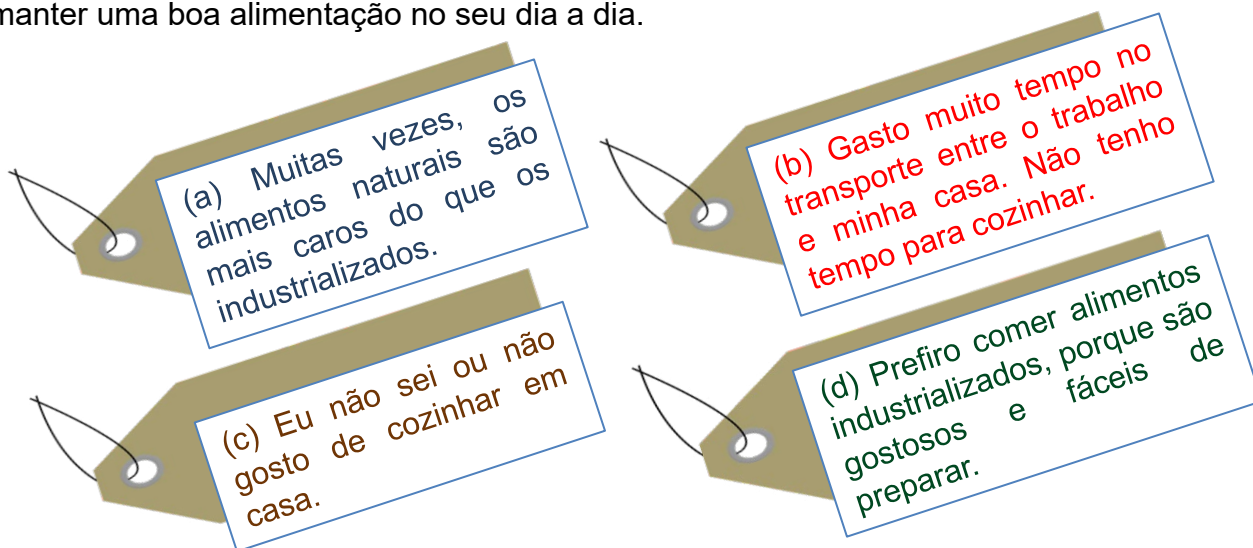 manter uma boa alimentação no seu dia a dia.
(a) Muitas vezes, os
alimentos naturais são
mais caros do que os
industrializados.
(b) Gasto muito tempo no
transporte entre o trabalho
e minha casa. Não tenho
tempo para cozinhar.
(c) Eu não sei ou não
gosto de cozinhar em
casa.
(d) Prefiro comer alimentos
industrializados, porque são
gostosos e fáceis de
preparar.